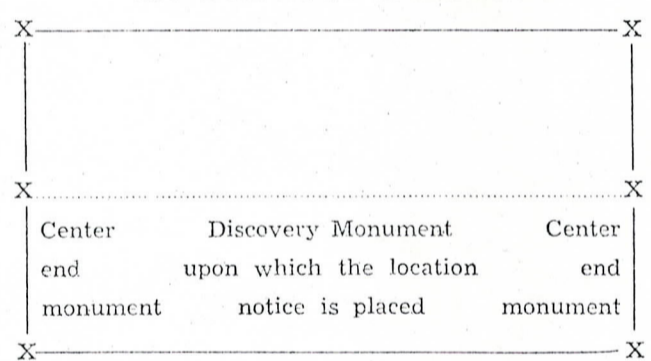 X X
X X
Center Discovery Monument Center
end upon which the location end
monument notice is placed monument
X X